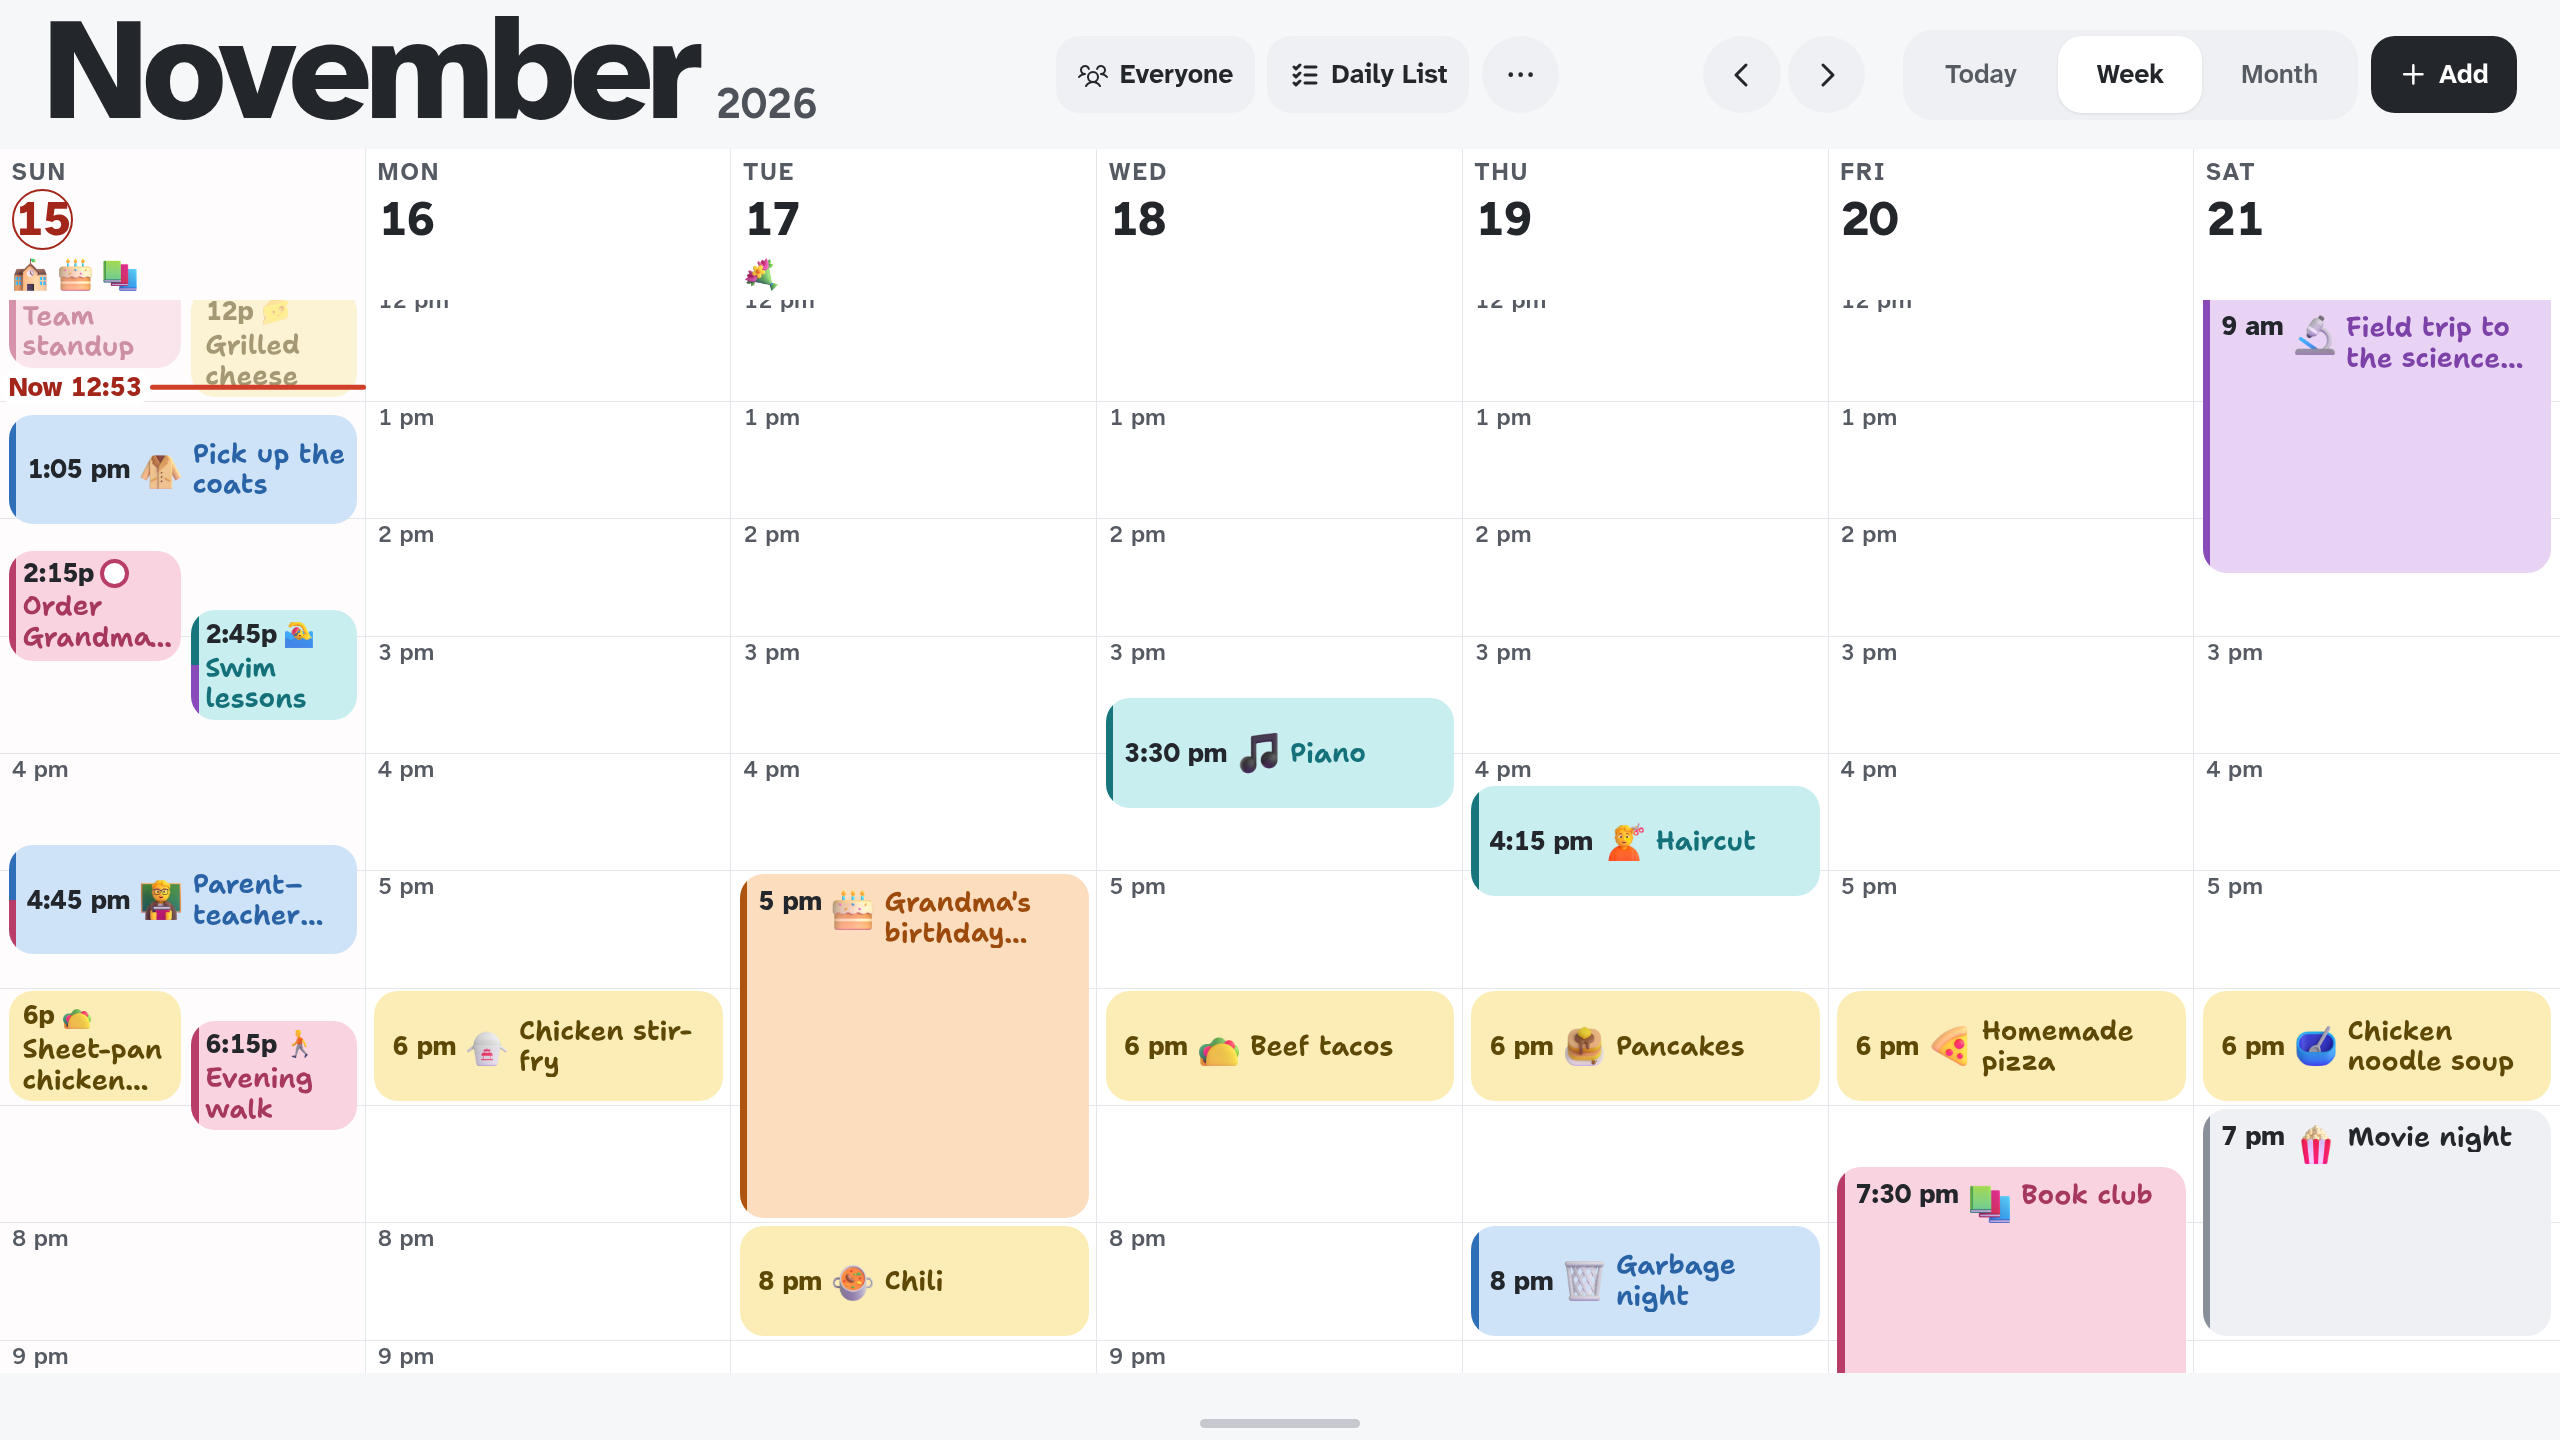 November 2026
Everyone
Daily List
Today
Week
Month
+ Add
SUN
15
MON
16
TUE
17
WED
18
THU
19
FRI
20
SAT
21
Team
standup
12p
Grilled
cheese
Now 12:53
1:05 pm
Pick up the
coats
2:15p
Order
Grandma...
2:45p
Swim
lessons
4 pm
4:45 pm
Parent–
teacher...
6p
Sheet-pan
chicken...
6:15p
Evening
walk
8 pm
9 pm
12 pm
1 pm
2 pm
3 pm
4 pm
5 pm
6 pm
Chicken stir-
fry
8 pm
9 pm
12 pm
1 pm
2 pm
3 pm
4 pm
5 pm
Grandma's
birthday...
8 pm
Chili
1 pm
2 pm
3 pm
3:30 pm
Piano
5 pm
6 pm
Beef tacos
8 pm
9 pm
12 pm
1 pm
2 pm
3 pm
4 pm
4:15 pm
Haircut
6 pm
Pancakes
8 pm
Garbage
night
12 pm
1 pm
2 pm
3 pm
4 pm
5 pm
6 pm
Homemade
pizza
7:30 pm
Book club
9 am
Field trip to
the science...
3 pm
4 pm
5 pm
6 pm
Chicken
noodle soup
7 pm
Movie night